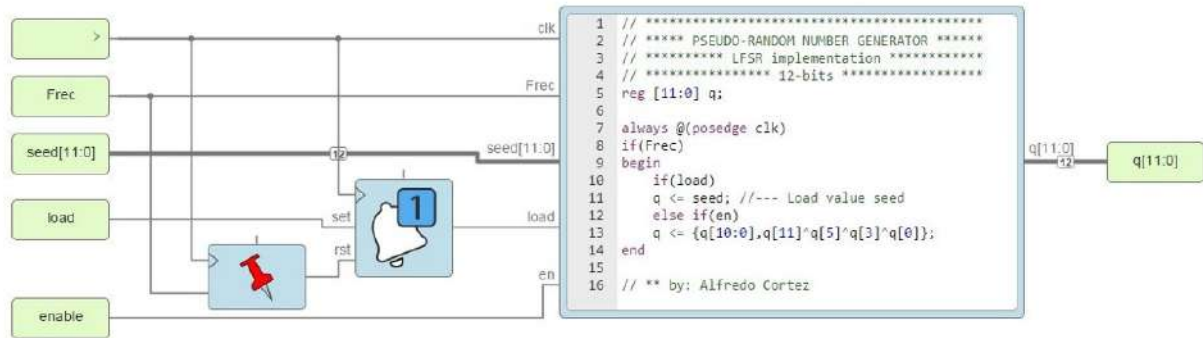 >
Frec
seed[11:0]
load
enable
12
set
rst
1
clk
Frec
seed[11:0]
load
en
1 // *******************************************
2 // ***** PSEUDO-RANDOM NUMBER GENERATOR ******
3 // ********** LFSR implementation ************
4 // **************** 12-bits ******************
5 reg [11:0] q;
6
7 always @(posedge clk)
8 if(Frec)
9 begin
10 if(load)
11 q <= seed; //--- Load value seed
12 else if(en)
13 q <= {q[10:0],q[11]^q[5]^q[3]^q[0]};
14 end
15
16 // ** by: Alfredo Cortez
q[11:0]
12
q[11:0]